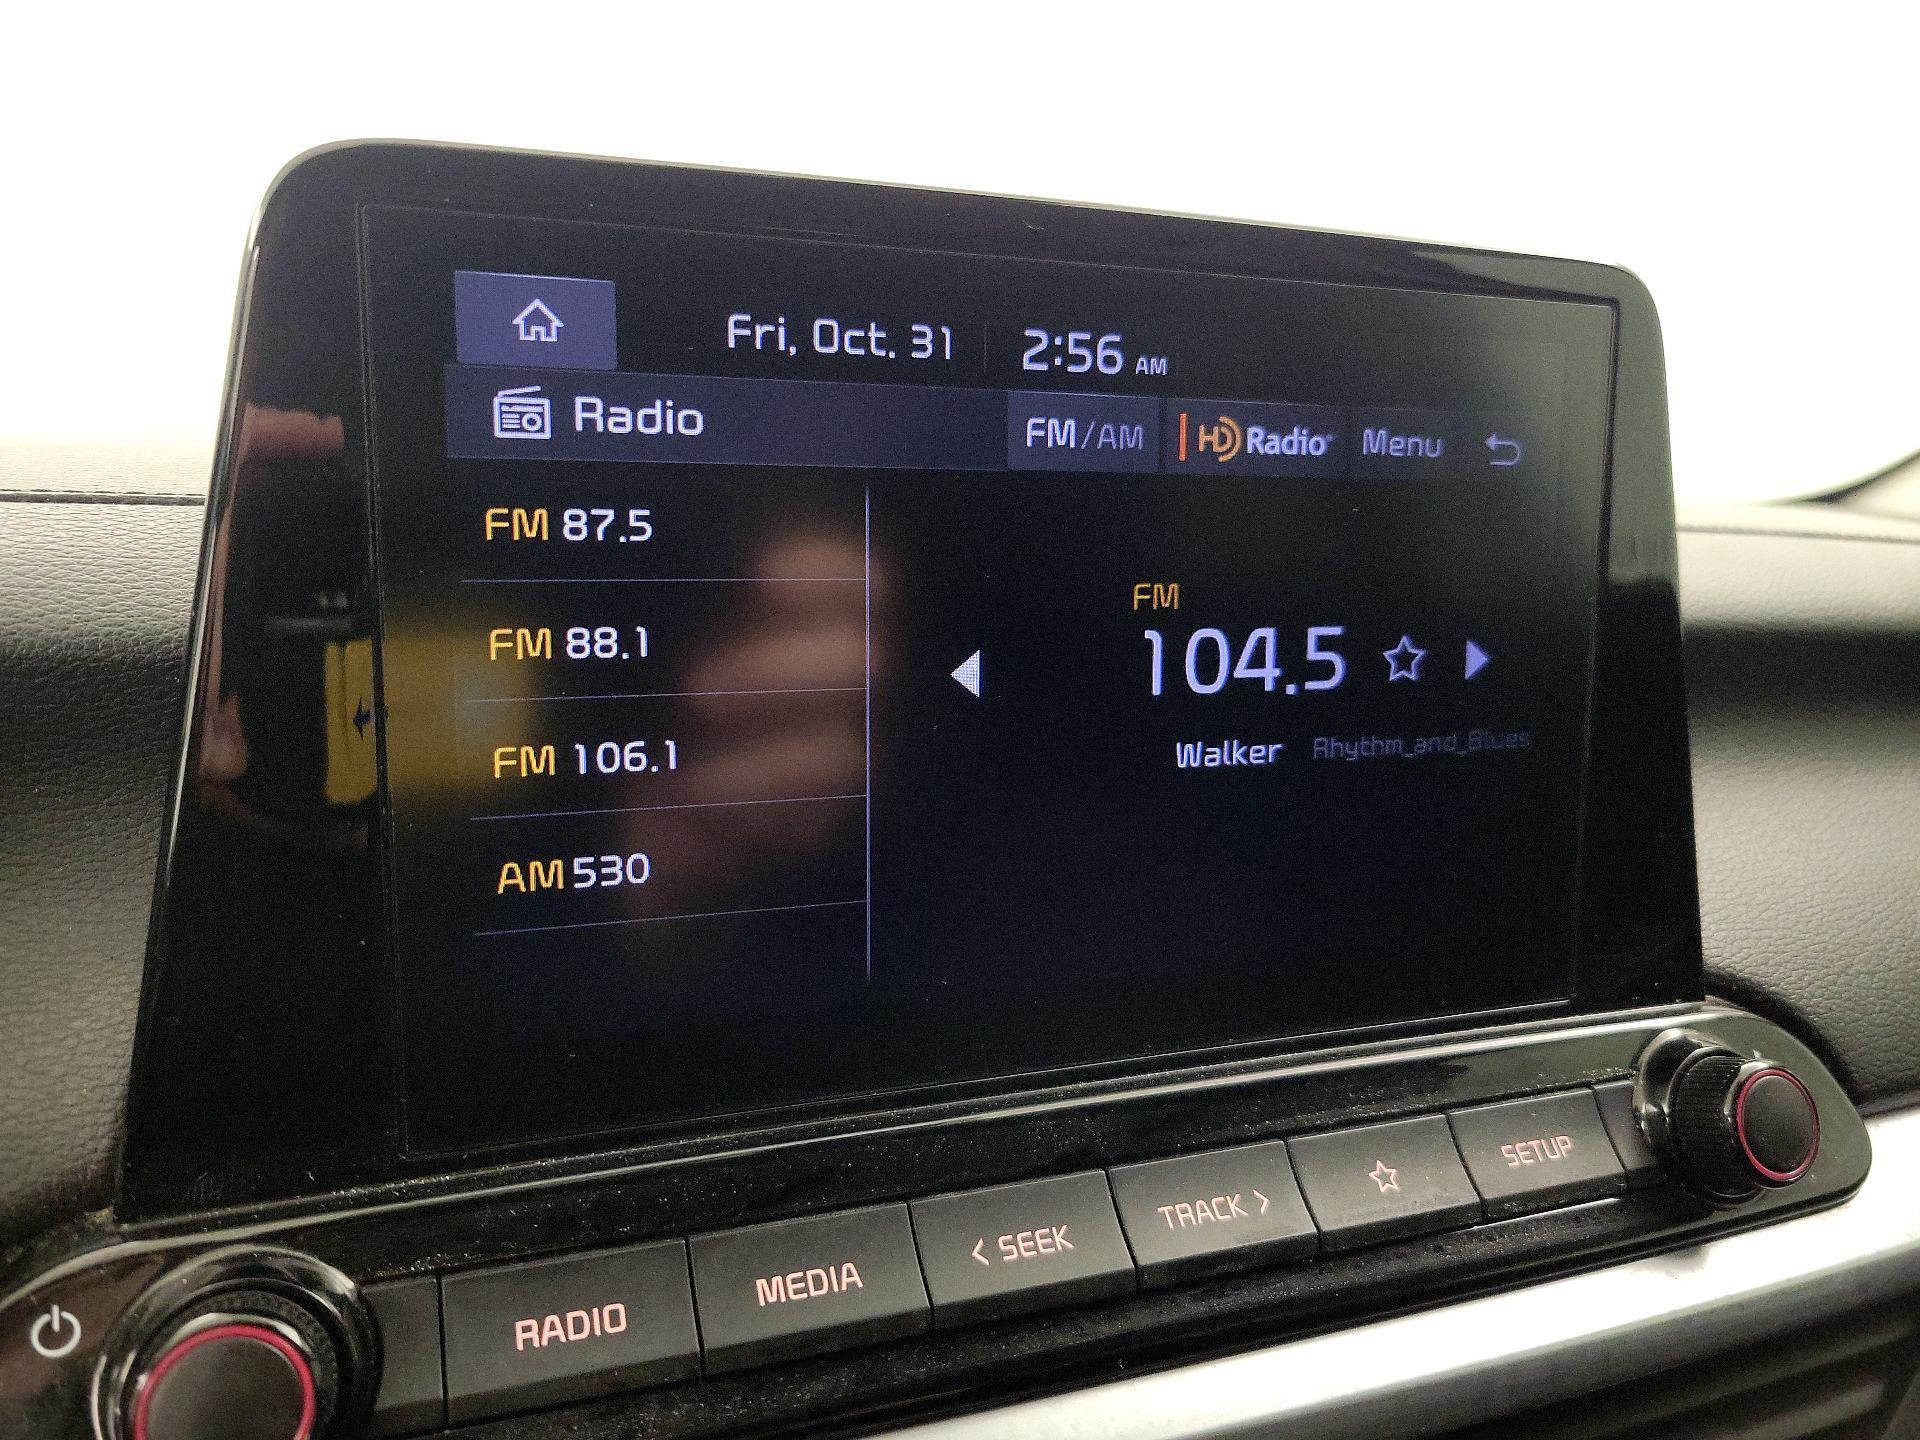 Fri, Oct. 31 2:56 AM
Radio FM/AM HD Radio Menu
FM 87.5
FM 88.1
FM 106.1
AM 530
FM
104.5
Walker Rhythm_and_Blues
RADIO MEDIA < SEEK TRACK > SETUP